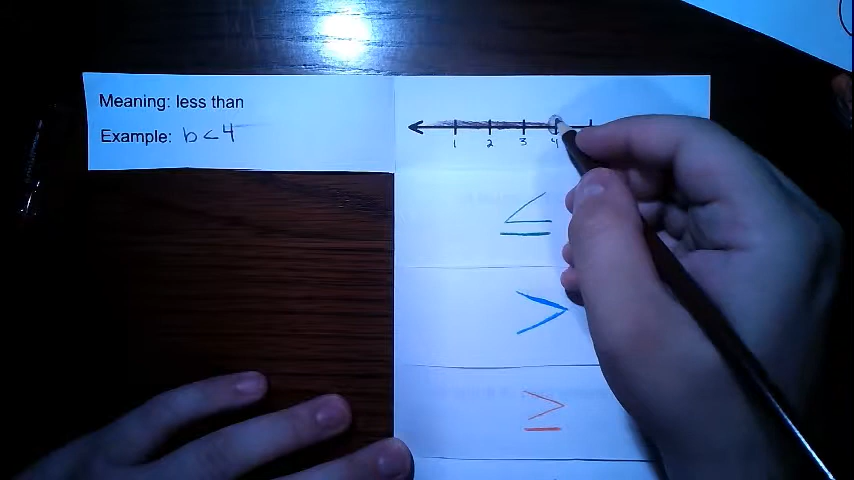 Meaning: less than
Example: b<4
1 2 3 4
≤
>
≥